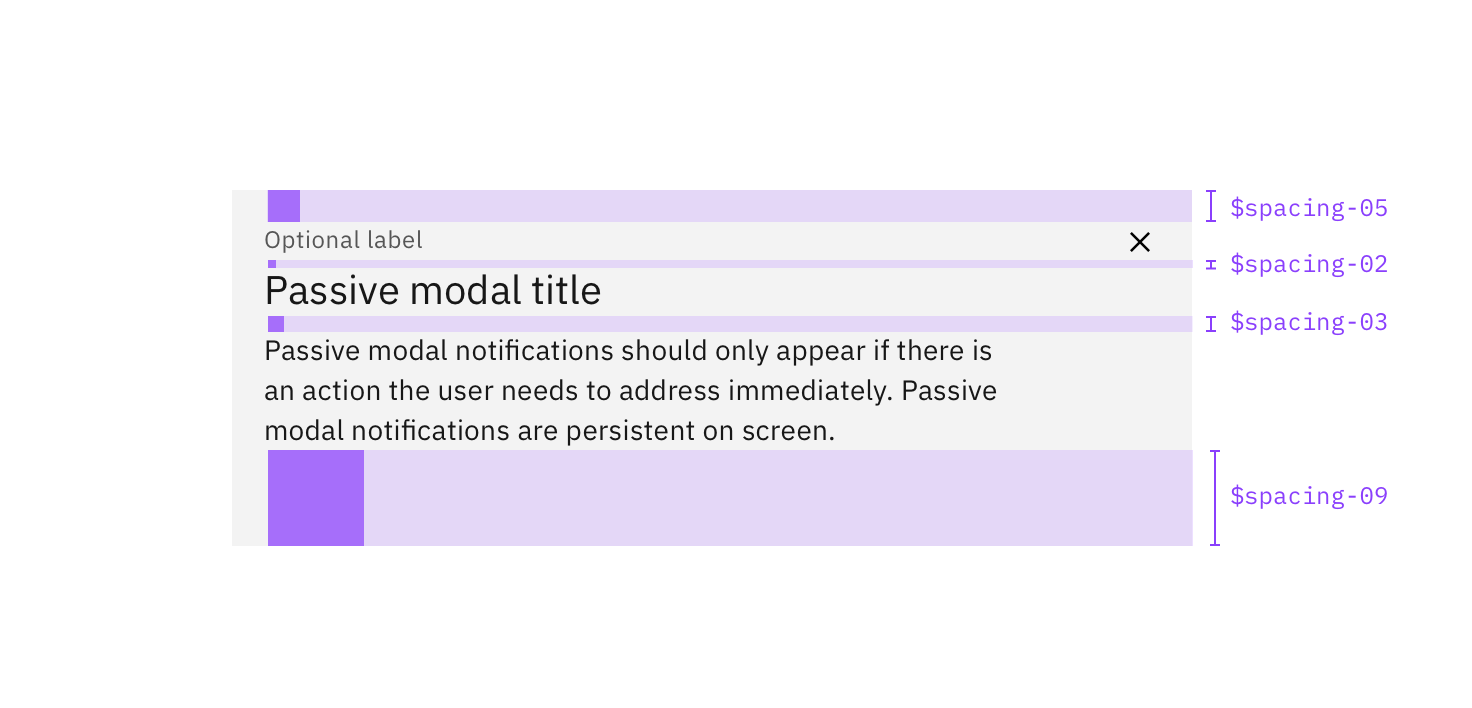 $spacing-05
Optional label
$spacing-02
Passive modal title
$spacing-03
Passive modal notifications should only appear if there is
an action the user needs to address immediately. Passive
modal notifications are persistent on screen.
$spacing-09